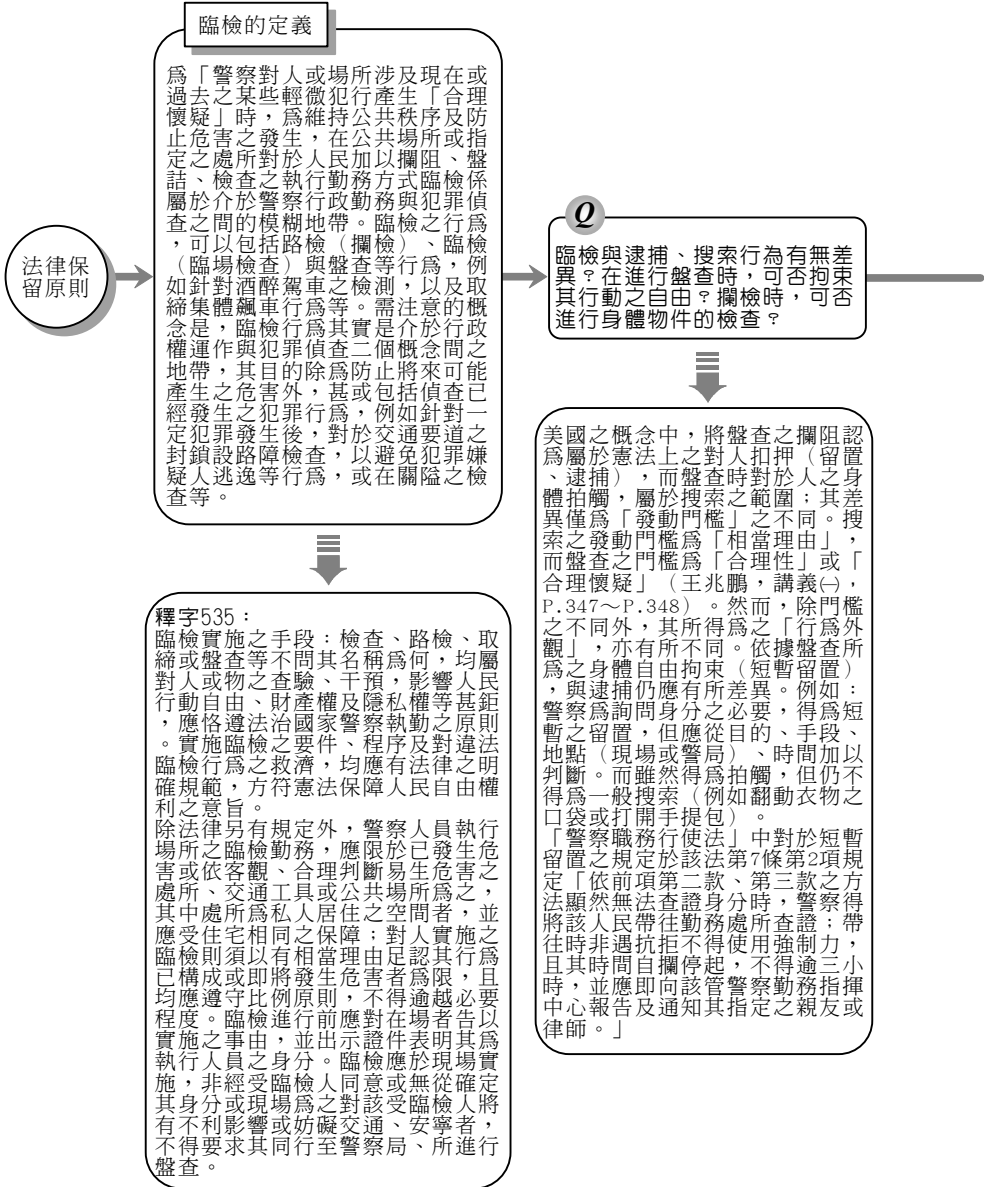 臨檢的定義
爲「警察對人或場所涉及現在或
過去之某些輕微犯行產生「合理
懷疑」時，爲維持公共秩序及防
止危害之發生，在公共場所或指
定之處所對於人民加以攔阻、盤
詰、檢查之執行勤務方式臨檢係
屬於介於警察行政勤務與犯罪偵
查之間的模糊地帶。臨檢之行爲
，可以包括路檢（攔檢）、臨檢
（臨場檢查）與盤查等行爲，例
如針對酒醉駕車之檢測，以及取
締集體飆車行爲等。需注意的概
念是，臨檢行爲其實是介於行政
權運作與犯罪偵查二個概念間之
地帶，其目的除爲防止將來可能
產生之危害外，甚或包括偵查已
經發生之犯罪行爲，例如針對一
定犯罪發生後，對於交通要道之
封鎖設路障檢查，以避免犯罪嫌
疑人逃逸等行爲，或在關隘之檢
查等。
法律保
留原則
Q
臨檢與逮捕、搜索行為有無差
異？在進行盤查時，可否拘束
其行動之自由？攔檢時，可否
進行身體物件的檢查？
釋字535：
臨檢實施之手段：檢查、路檢、取
締或盤查等不問其名稱爲何，均屬
對人或物之查驗、干預，影響人民
行動自由、財產權及隱私權等甚鉅
，應恪遵法治國家警察執勤之原則
。實施臨檢之要件、程序及對違法
臨檢行爲之救濟，均應有法律之明
確規範，方符憲法保障人民自由權
利之意旨。
除法律另有規定外，警察人員執行
場所之臨檢勤務，應限於已發生危
害或依客觀、合理判斷易生危害之
處所、交通工具或公共場所爲之，
其中處所爲私人居住之空間者，並
應受住宅相同之保障；對人實施之
臨檢則須以有相當理由足認其行爲
已構成或即將發生危害者爲限，且
均應遵守比例原則，不得逾越必要
程度。臨檢進行前應對在場者告以
實施之事由，並出示證件表明其爲
執行人員之身分。臨檢應於現場實
施，非經受臨檢人同意或無從確定
其身分或現場爲之對該受臨檢人將
有不利影響或妨礙交通、安寧者，
不得要求其同行至警察局、所進行
盤查。
美國之概念中，將盤查之攔阻認
爲屬於憲法上之對人扣押（留置
、逮捕），而盤查時對於人之身
體拍觸，屬於搜索之範圍；其差
異僅爲「發動門檻」之不同。搜
索之發動門檻爲「相當理由」，
而盤查之門檻爲「合理性」或「
合理懷疑」（王兆鵬，講義㈠，
P.347～P.348）。然而，除門檻
之不同外，其所得爲之「行爲外
觀」，亦有所不同。依據盤查所
爲之身體自由拘束（短暫留置）
，與逮捕仍應有所差異。例如：
警察爲詢問身分之必要，得爲短
暫之留置，但應從目的、手段、
地點（現場或警局）、時間加以
判斷。而雖然得爲拍觸，但仍不
得爲一般搜索（例如翻動衣物之
口袋或打開手提包）。
「警察職務行使法」中對於短暫
留置之規定於該法第7條第2項規
定「依前項第二款、第三款之方
法顯然無法查證身分時，警察得
將該人民帶往勤務處所查證；帶
往時非遇抗拒不得使用強制力，
且其時間自攔停起，不得逾三小
時，並應即向該管警察勤務指揮
中心報告及通知其指定之親友或
律師。」